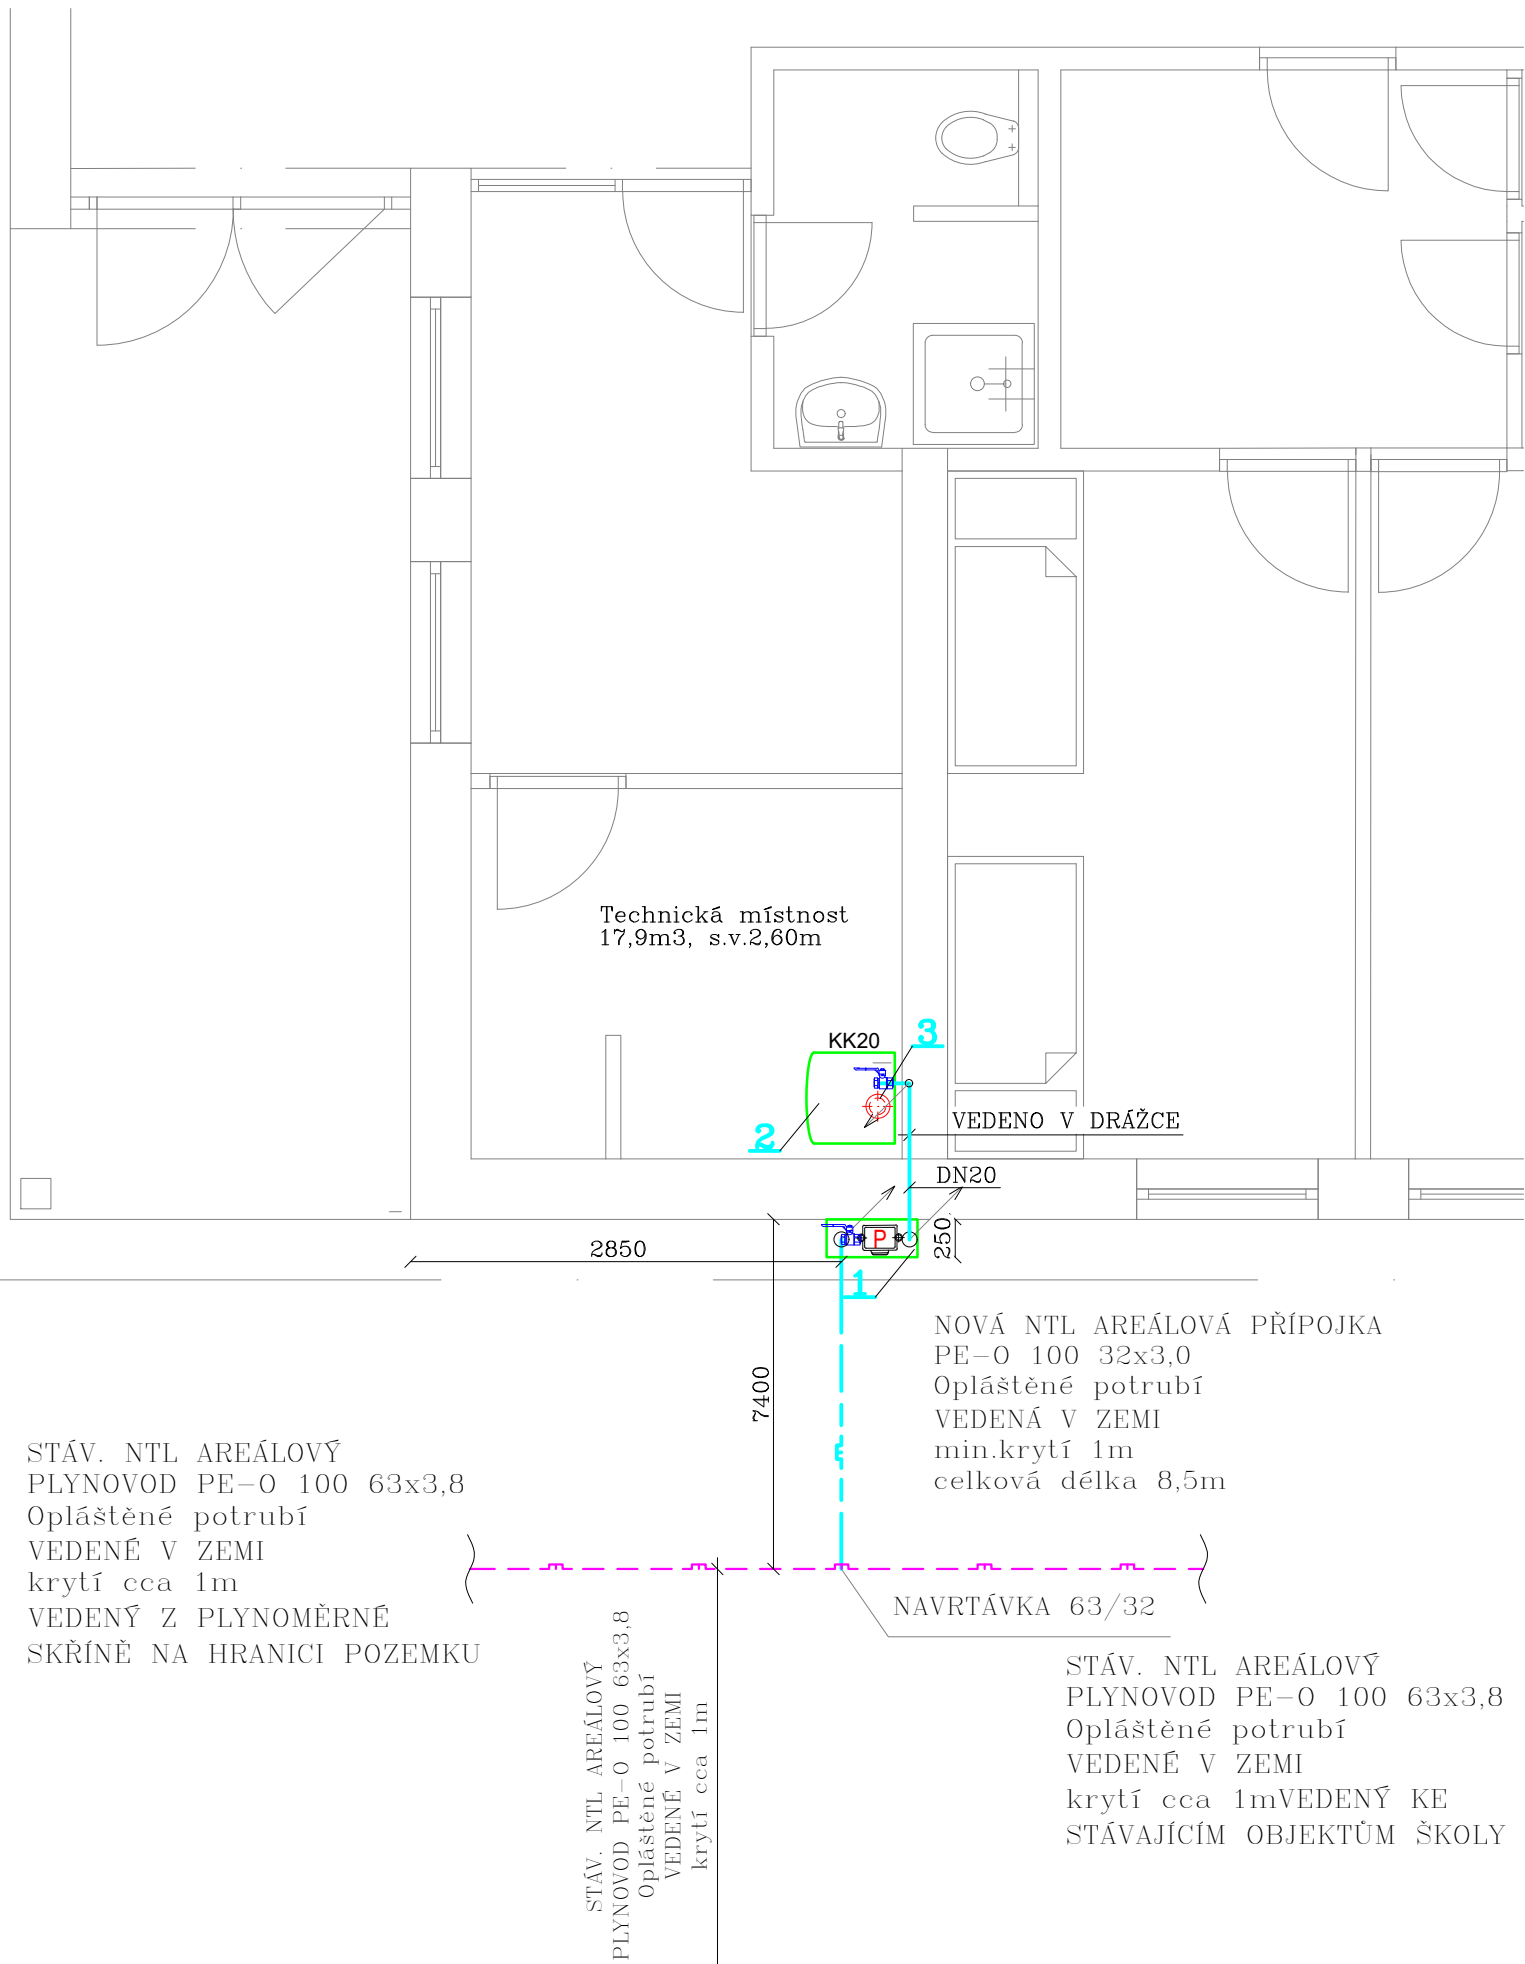 Technická místnost
17,9m3, s.v.2,60m
KK20
3
2
VEDENO V DRÁŽCE
DN20
P
250
2850
1
7400
NOVÁ NTL AREÁLOVÁ PŘÍPOJKA
PE-O 100 32x3,0
Opláštěné potrubí
VEDENÁ V ZEMI
min.krytí 1m
celková délka 8,5m
STÁV. NTL AREÁLOVÝ
PLYNOVOD PE-O 100 63x3,8
Opláštěné potrubí
VEDENÉ V ZEMI
krytí cca 1m
VEDENÝ Z PLYNOMĚRNÉ
SKŘÍNĚ NA HRANICI POZEMKU
NAVRTÁVKA 63/32
STÁV. NTL AREÁLOVÝ
PLYNOVOD PE-O 100 63x3,8
Opláštěné potrubí
VEDENÉ V ZEMI
krytí cca 1m
STÁV. NTL AREÁLOVÝ
PLYNOVOD PE-O 100 63x3,8
Opláštěné potrubí
VEDENÉ V ZEMI
krytí cca 1mVEDENÝ KE
STÁVAJÍCÍM OBJEKTŮM ŠKOLY